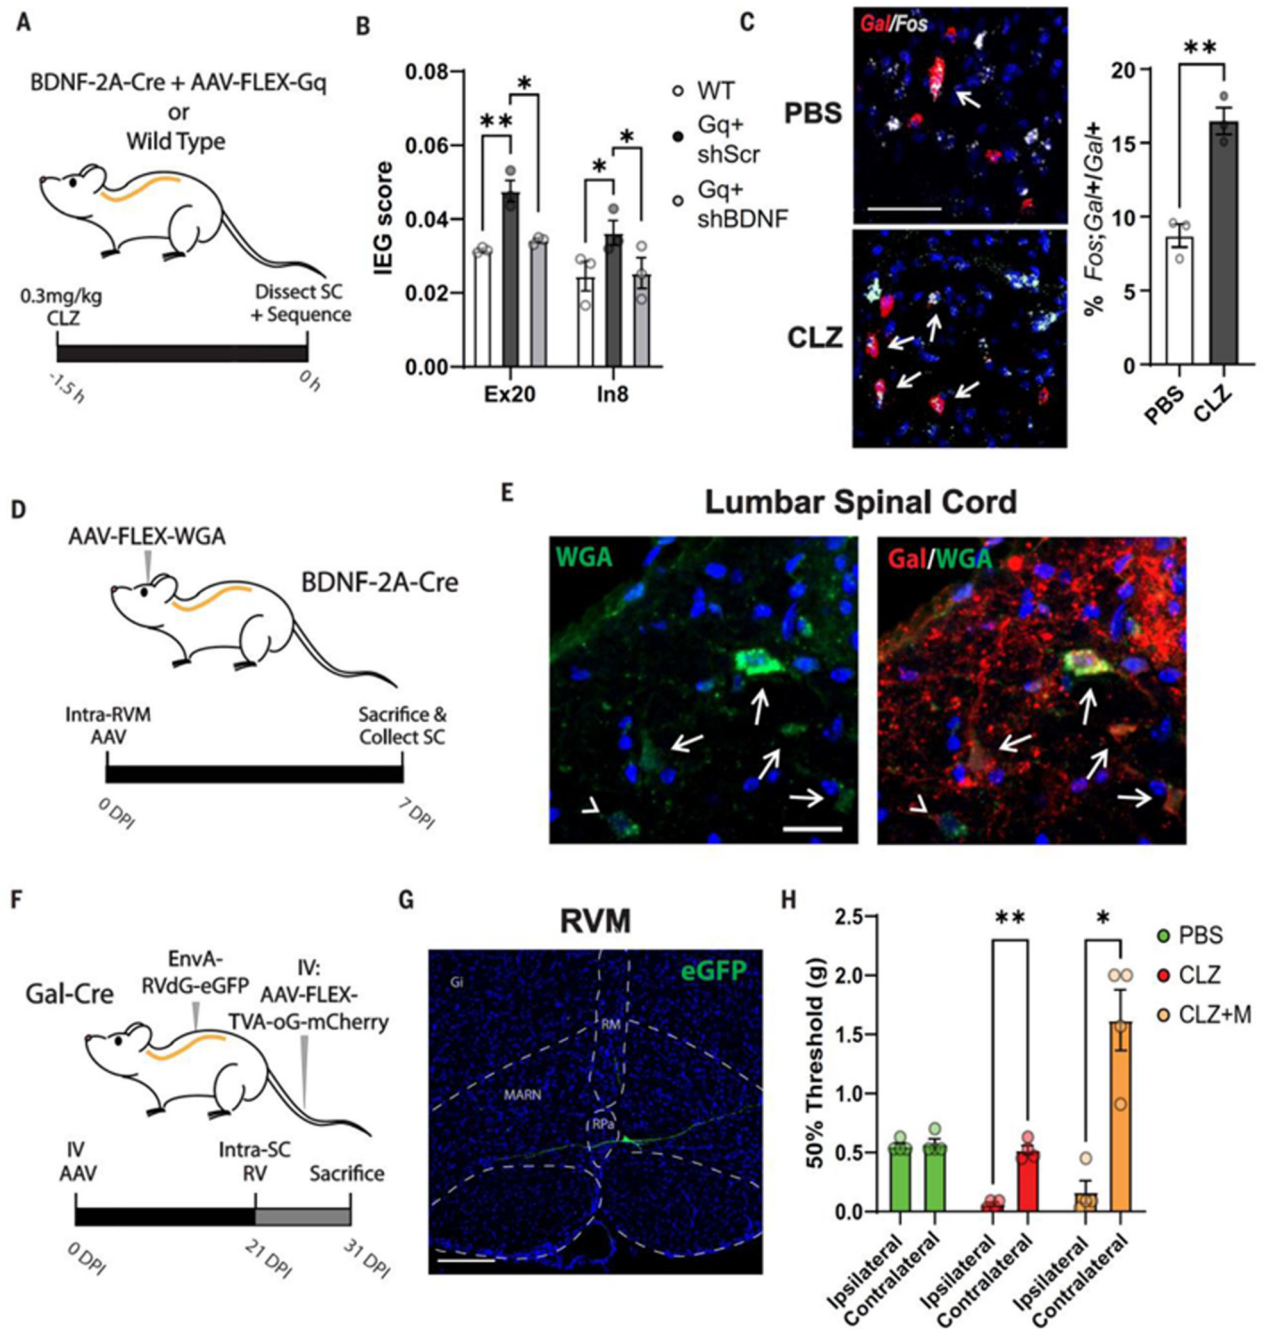 A
BDNF-2A-Cre + AAV-FLEX-Gq
or
Wild Type
0.3mg/kg
CLZ
Dissect SC
+ Sequence
-1.5 h
0 h
B
IEG score
0.08
0.06
0.04
0.02
0.00
**
*
*
*
Ex20
In8
WT
Gq+
shScr
Gq+
shBDNF
C
Gal/Fos
PBS
CLZ
% Fos;Gal+/Gal+
20
15
10
5
0
**
PBS
CLZ
D
AAV-FLEX-WGA
BDNF-2A-Cre
Intra-RVM
AAV
Sacrifice &
Collect SC
0 DPI
7 DPI
E
Lumbar Spinal Cord
WGA
Gal/WGA
F
Gal-Cre
EnvA-
RVdG-eGFP
IV:
AAV-FLEX-
TVA-oG-mCherry
IV
AAV
Intra-SC
RV
Sacrifice
0 DPI
21 DPI
31 DPI
G
RVM
eGFP
Gi
RM
MARN
RPa
H
50% Threshold (g)
2.5
2.0
1.5
1.0
0.5
0.0
**
*
PBS
CLZ
CLZ+M
Ipsilateral
Contralateral
Ipsilateral
Contralateral
Ipsilateral
Contralateral